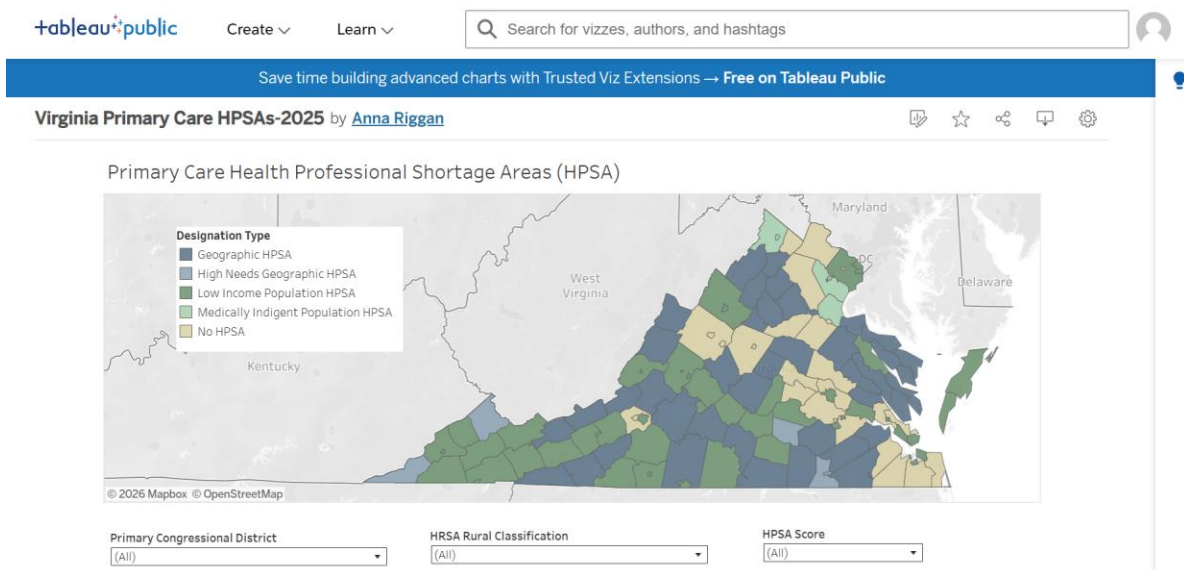 tableau public
Create Learn Search for vizzes, authors, and hashtags
Save time building advanced charts with Trusted Viz Extensions → Free on Tableau Public
Virginia Primary Care HPSAs-2025 by Anna Riggan
Primary Care Health Professional Shortage Areas (HPSA)
Designation Type
Geographic HPSA
High Needs Geographic HPSA
Low Income Population HPSA
Medically Indigent Population HPSA
No HPSA
Maryland
DC
West
Virginia
Delaware
Kentucky
© 2026 Mapbox © OpenStreetMap
Primary Congressional District
(All)
HRSA Rural Classification
(All)
HPSA Score
(All)